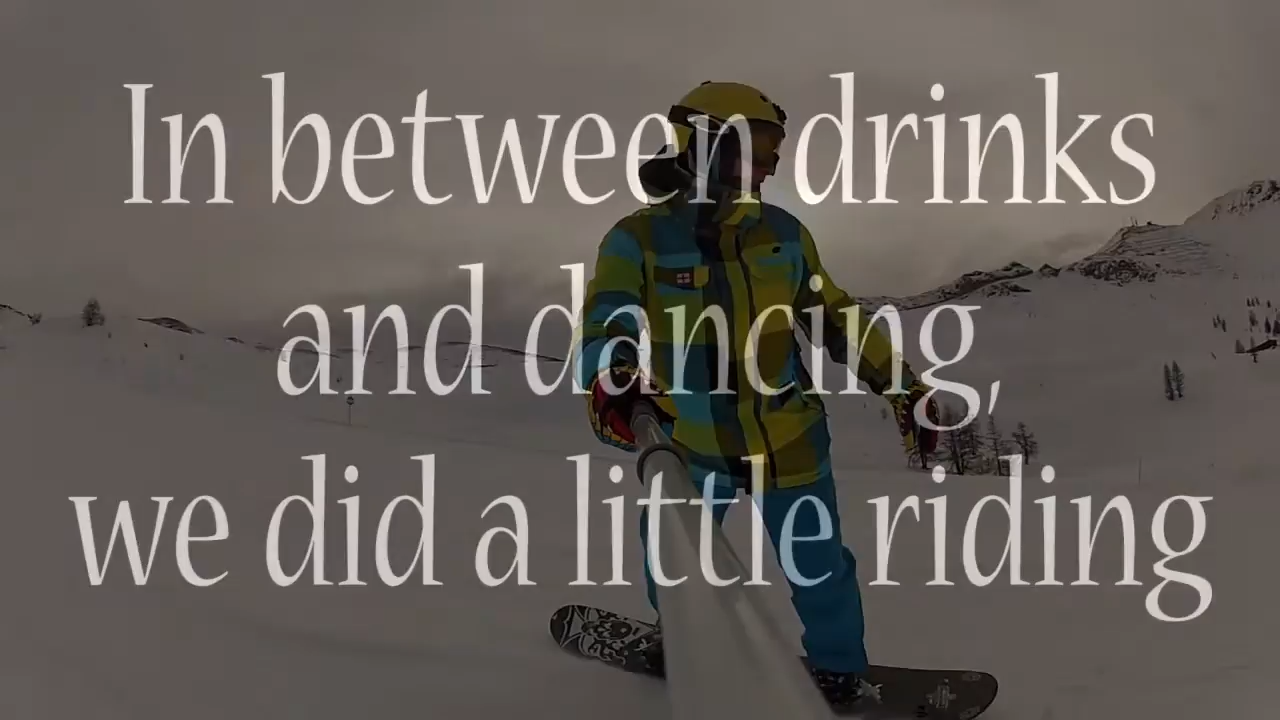 In between drinks
and dancing,
we did a little riding